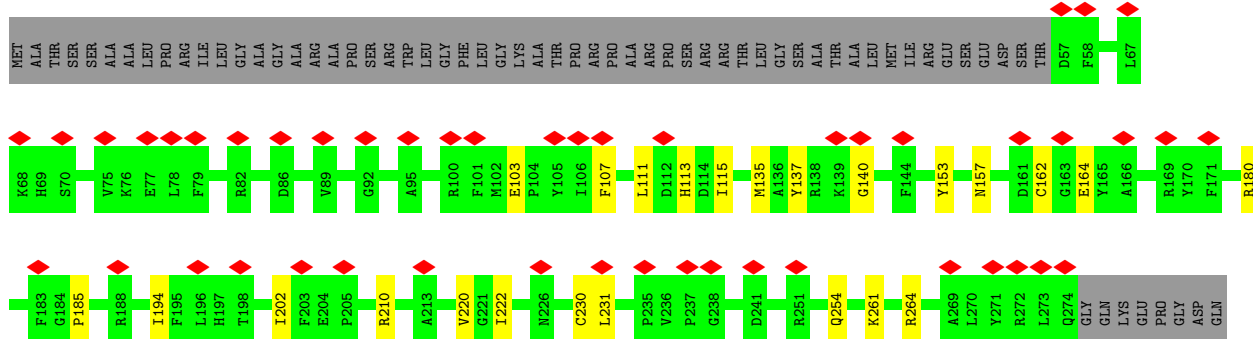 MET ALA THR SER SER ALA ALA LEU PRO ARG ILE LEU GLY ALA GLY ALA ARG ALA PRO SER ARG TRP LEU GLY PHE LEU GLY LYS ALA THR PRO ARG PRO ALA ARG PRO SER ARG ARG THR LEU GLY SER ALA THR ALA LEU MET ILE ARG GLU SER GLU ASP SER THR D57 F58 L67
K68 H69 S70 V75 K76 E77 L78 F79 R82 D86 V89 G92 A95 R100 F101 M102 E103 P104 Y105 I106 F107 L111 D112 H113 D114 I115 M135 A136 Y137 R138 K139 G140 F144 Y153 N157 D161 C162 G163 E164 Y165 A166 R169 Y170 F171 R180
F183 G184 P185 R188 I194 F195 L196 H197 T198 I202 F203 E204 P205 R210 A213 V220 G221 I222 N226 C230 L231 P235 V236 P237 G238 D241 R251 Q254 K261 R264 A269 L270 Y271 R272 L273 Q274 GLY GLN LYS GLU PRO GLY ASP GLN